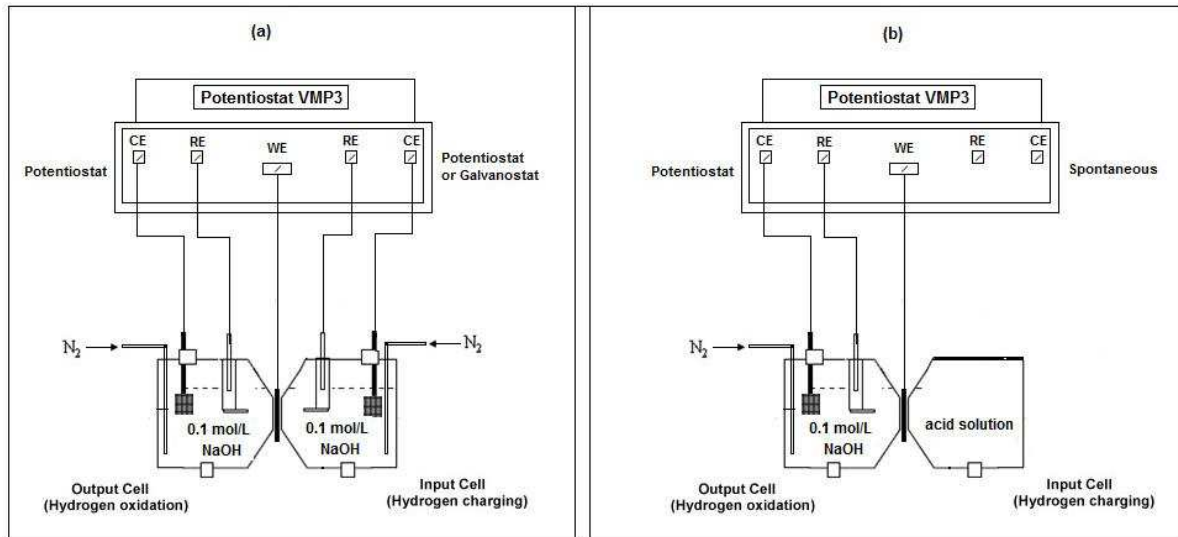 (a)
Potentiostat VMP3
CE RE WE RE CE
Potentiostat
Potentiostat
or Galvanostat
N2
N2
0.1 mol/L
NaOH
0.1 mol/L
NaOH
Output Cell
(Hydrogen oxidation)
Input Cell
(Hydrogen charging)
(b)
Potentiostat VMP3
CE RE WE RE CE
Potentiostat
Spontaneous
N2
0.1 mol/L
NaOH
acid solution
Output Cell
(Hydrogen oxidation)
Input Cell
(Hydrogen charging)